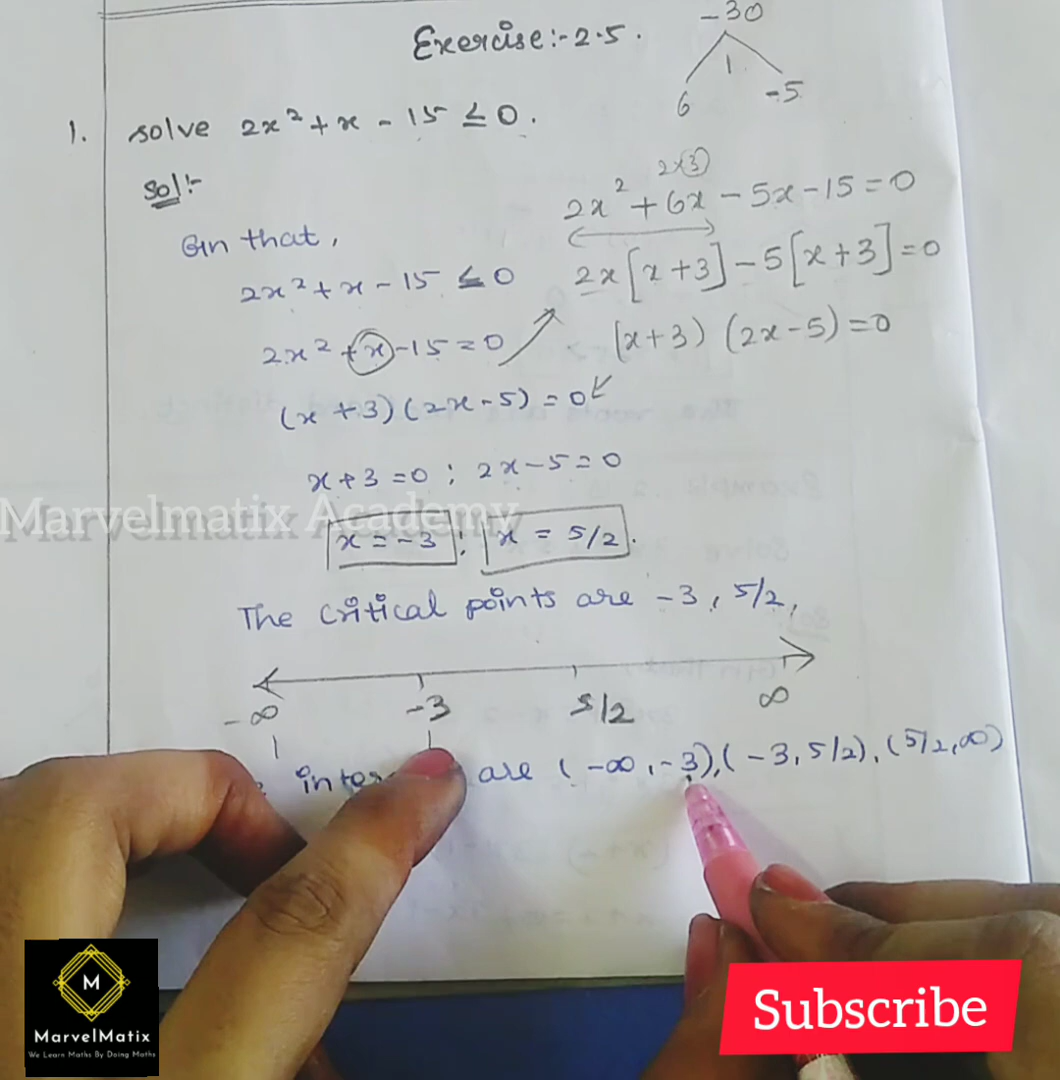 Exercise:- 2.5.
-30
1
6 -5
1. solve 2x² + x - 15 ≤ 0.
Sol:-
Gn that,
2x² + x - 15 ≤ 0
2x² + x - 15 = 0
(x + 3) (2x - 5) = 0
x + 3 = 0 ; 2x - 5 = 0
x = -3 ; x = 5/2.
2×3
2x² + 6x - 5x - 15 = 0
2x [x + 3] - 5 [x + 3] = 0
(x + 3) (2x - 5) = 0
The critical points are -3, 5/2,
-∞ -3 5/2 ∞
are (-∞, -3), (-3, 5/2), (5/2, ∞)
Marvelmatix Academy
M
MarvelMatix
We Learn Maths By Doing Maths
Subscribe